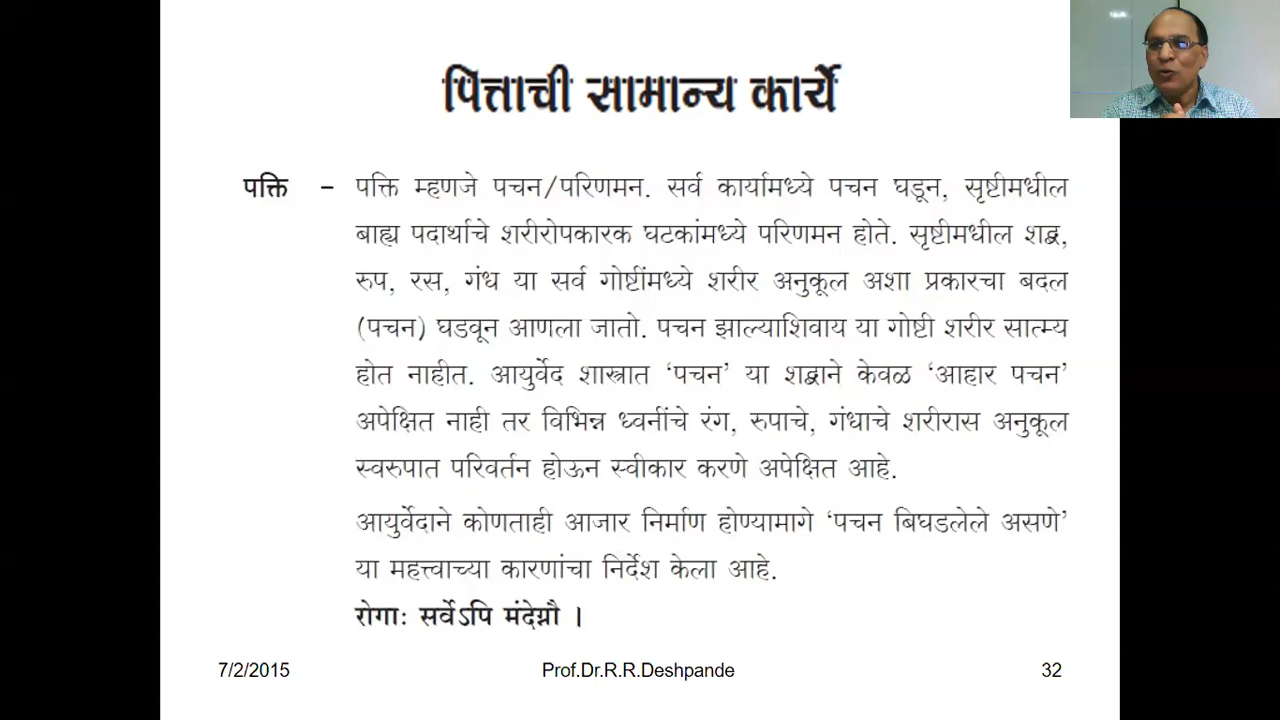 पित्ताची सामान्य कार्ये
पक्ति – पक्ति म्हणजे पचन/परिणमन. सर्व कार्यामध्ये पचन घडून, सृष्टीमधील
बाह्य पदार्थाचे शरीरोपकारक घटकांमध्ये परिणमन होते. सृष्टीमधील शद्ब,
रुप, रस, गंध या सर्व गोष्टींमध्ये शरीर अनुकूल अशा प्रकारचा बदल
(पचन) घडवून आणला जातो. पचन झाल्याशिवाय या गोष्टी शरीर सात्म्य
होत नाहीत. आयुर्वेद शास्त्रात ‘पचन’ या शद्बाने केवळ ‘आहार पचन’
अपेक्षित नाही तर विभिन्न ध्वनींचे रंग, रुपाचे, गंधाचे शरीरास अनुकूल
स्वरुपात परिवर्तन होऊन स्वीकार करणे अपेक्षित आहे.
आयुर्वेदाने कोणताही आजार निर्माण होण्यामागे ‘पचन बिघडलेले असणे’
या महत्त्वाच्या कारणांचा निर्देश केला आहे.
रोगाः सर्वेऽपि मंदेग्नौ ।
7/2/2015 Prof.Dr.R.R.Deshpande 32